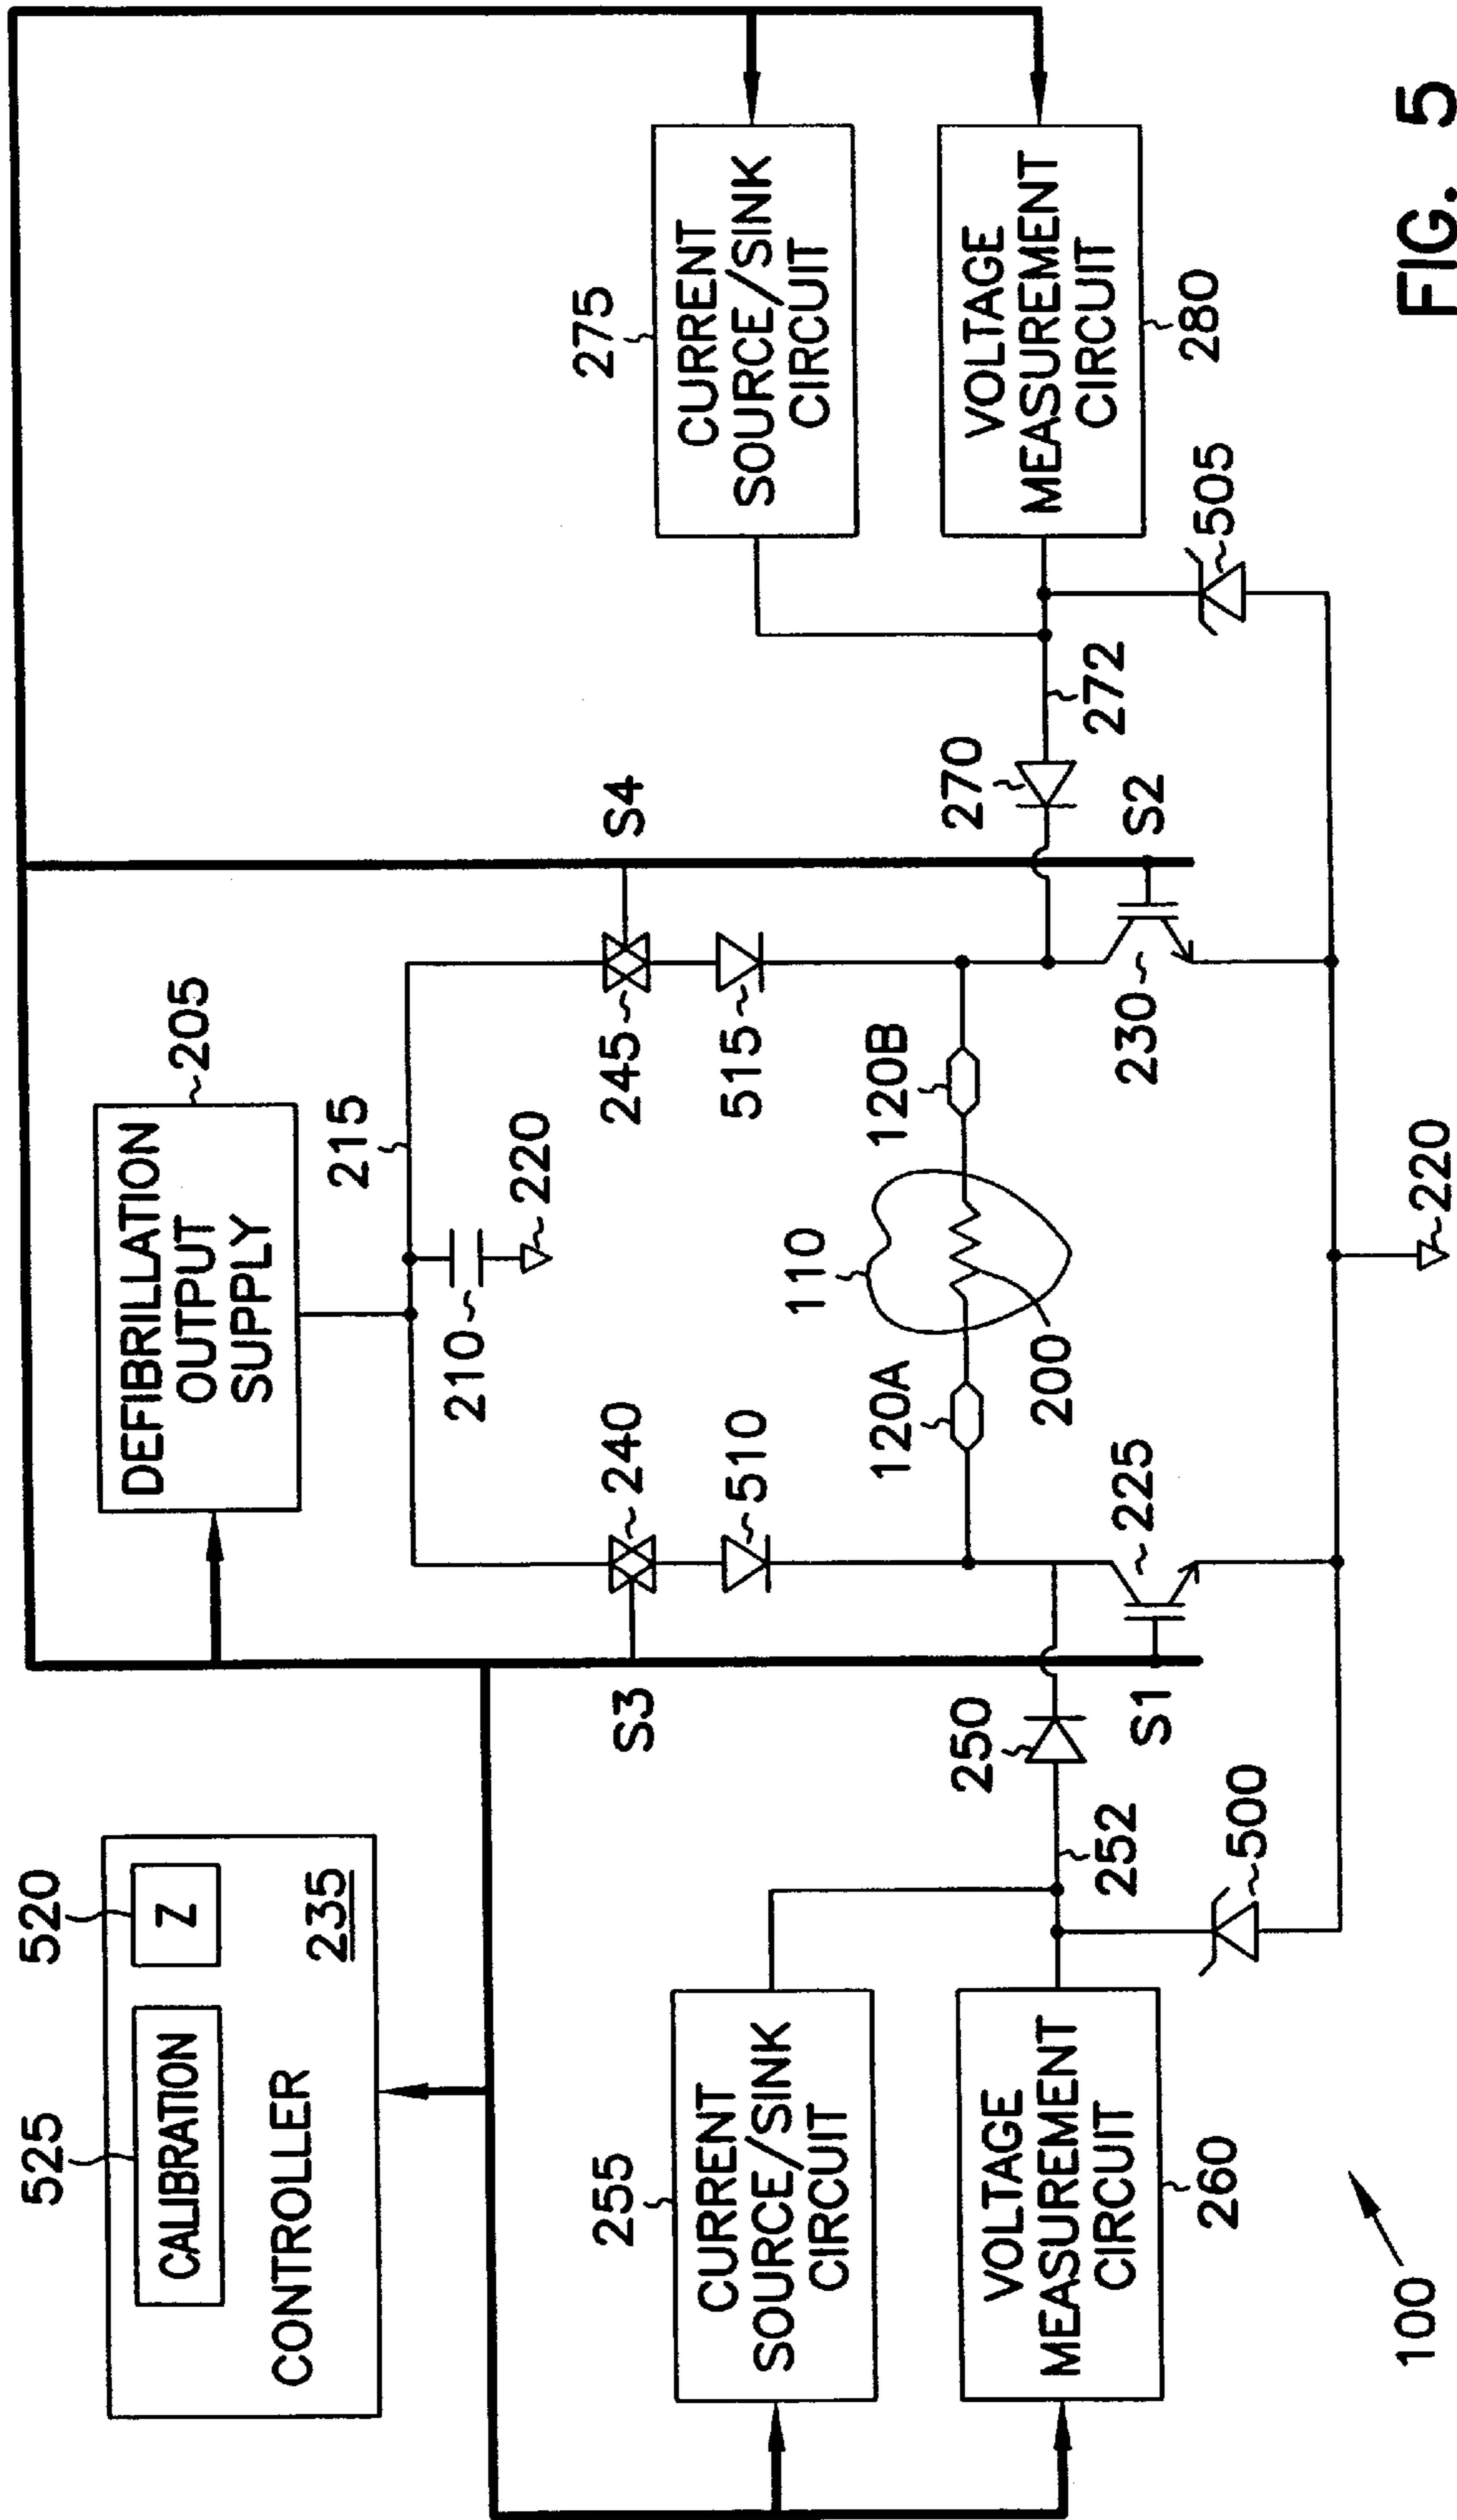 525
520
CALIBRATION
Z
CONTROLLER
235
DEFIBRILLATION
OUTPUT
SUPPLY
205
215
210
220
S3
240
245
S4
510
515
255
CURRENT
SOURCE/SINK
CIRCUIT
275
CURRENT
SOURCE/SINK
CIRCUIT
110
120A
120B
200
250
252
270
272
VOLTAGE
MEASUREMENT
CIRCUIT
260
VOLTAGE
MEASUREMENT
CIRCUIT
280
S1
225
230
S2
500
505
220
100
FIG. 5